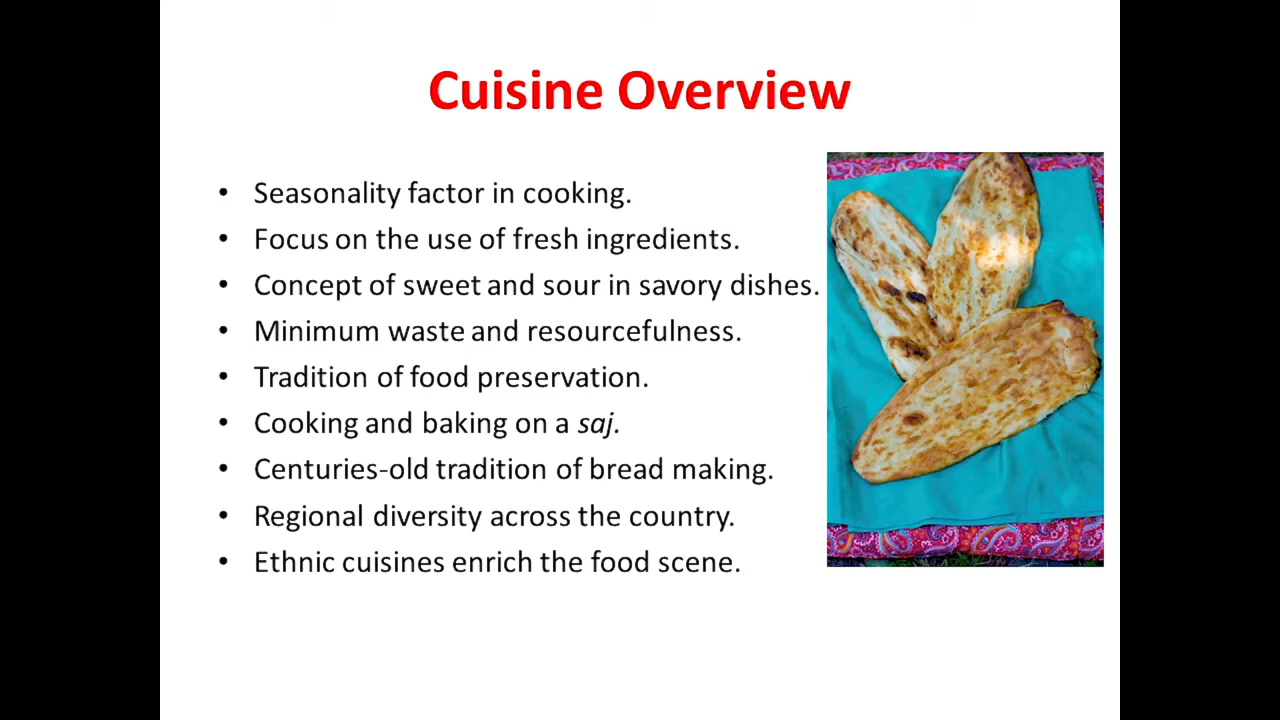 Cuisine Overview
• Seasonality factor in cooking.
• Focus on the use of fresh ingredients.
• Concept of sweet and sour in savory dishes.
• Minimum waste and resourcefulness.
• Tradition of food preservation.
• Cooking and baking on a saj.
• Centuries-old tradition of bread making.
• Regional diversity across the country.
• Ethnic cuisines enrich the food scene.